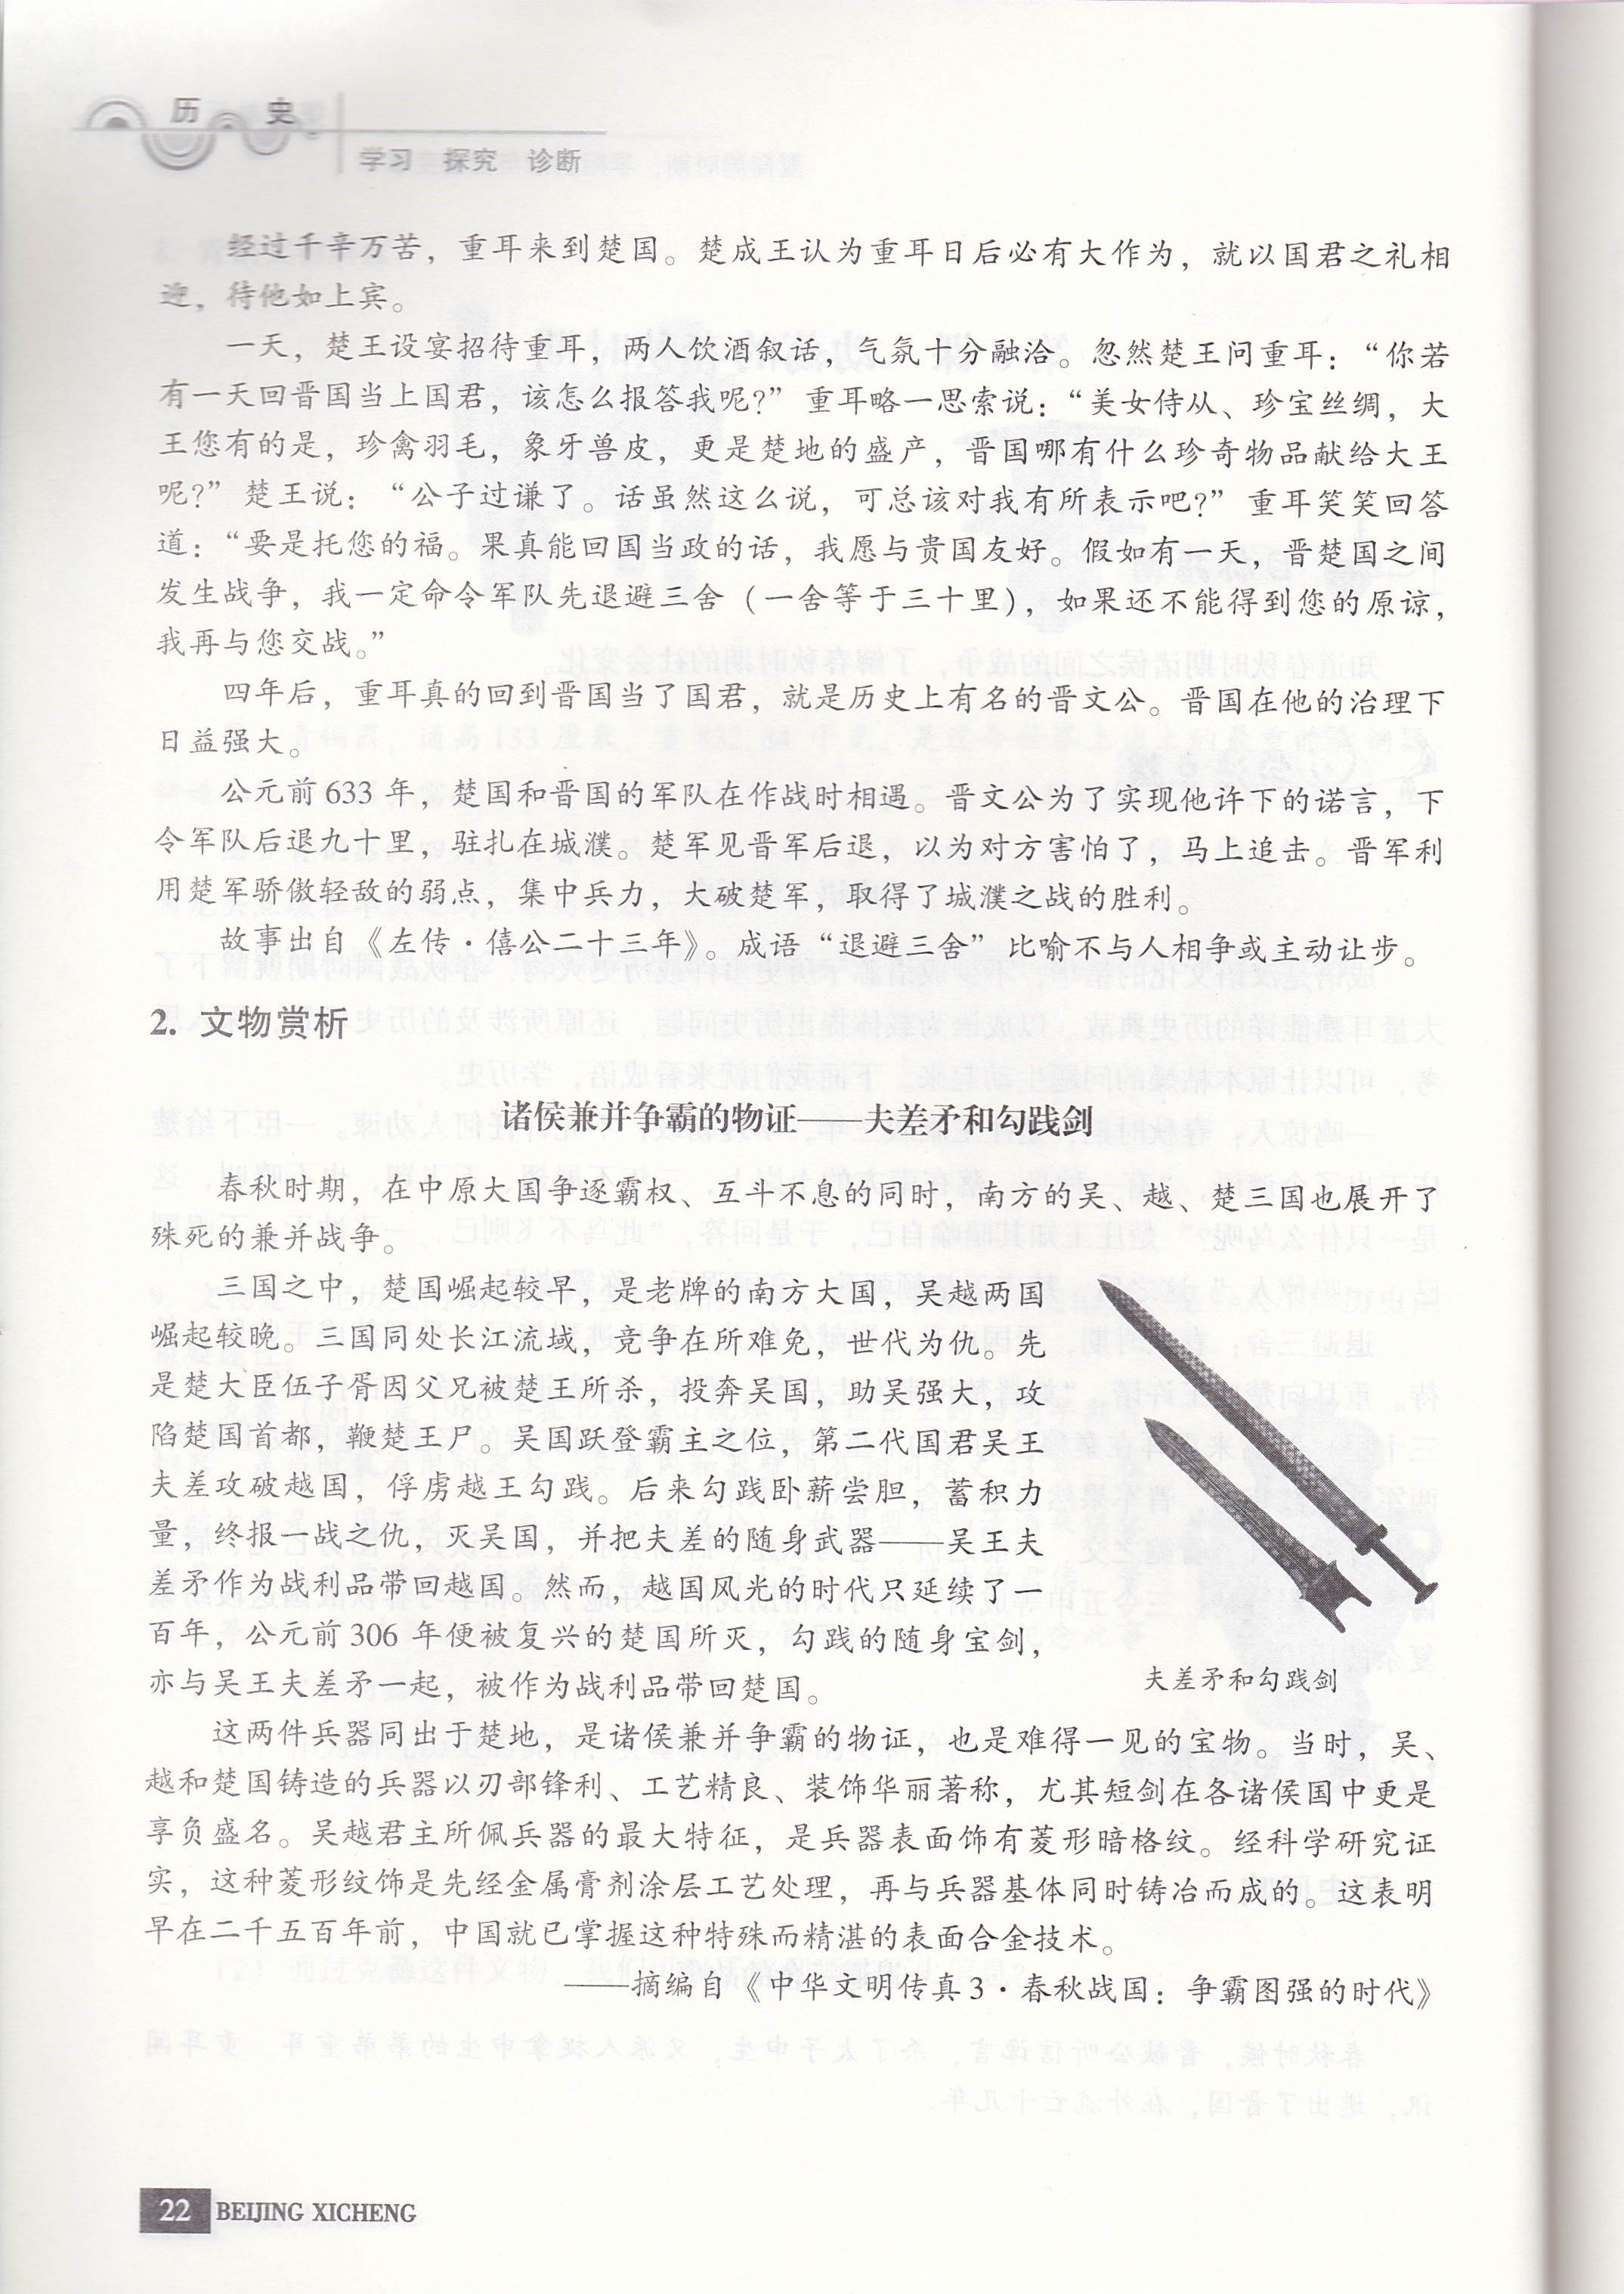 历 史
学习 探究 诊断
经过千辛万苦，重耳来到楚国。楚成王认为重耳日后必有大作为，就以国君之礼相
迎，待他如上宾。
一天，楚王设宴招待重耳，两人饮酒叙话，气氛十分融洽。忽然楚王问重耳：“你若
有一天回晋国当上国君，该怎么报答我呢?”重耳略一思索说：“美女侍从、珍宝丝绸，大
王您有的是，珍禽羽毛，象牙兽皮，更是楚地的盛产，晋国哪有什么珍奇物品献给大王
呢?”楚王说：“公子过谦了。话虽然这么说，可总该对我有所表示吧?”重耳笑笑回答
道：“要是托您的福。果真能回国当政的话，我愿与贵国友好。假如有一天，晋楚国之间
发生战争，我一定命令军队先退避三舍（一舍等于三十里），如果还不能得到您的原谅，
我再与您交战。”
四年后，重耳真的回到晋国当了国君，就是历史上有名的晋文公。晋国在他的治理下
日益强大。
公元前633年，楚国和晋国的军队在作战时相遇。晋文公为了实现他许下的诺言，下
令军队后退九十里，驻扎在城濮。楚军见晋军后退，以为对方害怕了，马上追击。晋军利
用楚军骄傲轻敌的弱点，集中兵力，大破楚军，取得了城濮之战的胜利。
故事出自《左传·僖公二十三年》。成语“退避三舍”比喻不与人相争或主动让步。
2. 文物赏析
诸侯兼并争霸的物证——夫差矛和勾践剑
春秋时期，在中原大国争逐霸权、互斗不息的同时，南方的吴、越、楚三国也展开了
殊死的兼并战争。
三国之中，楚国崛起较早，是老牌的南方大国，吴越两国
崛起较晚。三国同处长江流域，竞争在所难免，世代为仇。先
是楚大臣伍子胥因父兄被楚王所杀，投奔吴国，助吴强大，攻
陷楚国首都，鞭楚王尸。吴国跃登霸主之位，第二代国君吴王
夫差攻破越国，俘虏越王勾践。后来勾践卧薪尝胆，蓄积力
量，终报一战之仇，灭吴国，并把夫差的随身武器——吴王夫
差矛作为战利品带回越国。然而，越国风光的时代只延续了一
百年，公元前306年便被复兴的楚国所灭，勾践的随身宝剑，
亦与吴王夫差矛一起，被作为战利品带回楚国。
夫差矛和勾践剑
这两件兵器同出于楚地，是诸侯兼并争霸的物证，也是难得一见的宝物。当时，吴、
越和楚国铸造的兵器以刃部锋利、工艺精良、装饰华丽著称，尤其短剑在各诸侯国中更是
享负盛名。吴越君主所佩兵器的最大特征，是兵器表面饰有菱形暗格纹。经科学研究证
实，这种菱形纹饰是先经金属膏剂涂层工艺处理，再与兵器基体同时铸冶而成的。这表明
早在二千五百年前，中国就已掌握这种特殊而精湛的表面合金技术。
——摘编自《中华文明传真3·春秋战国：争霸图强的时代》
22 BEIJING XICHENG